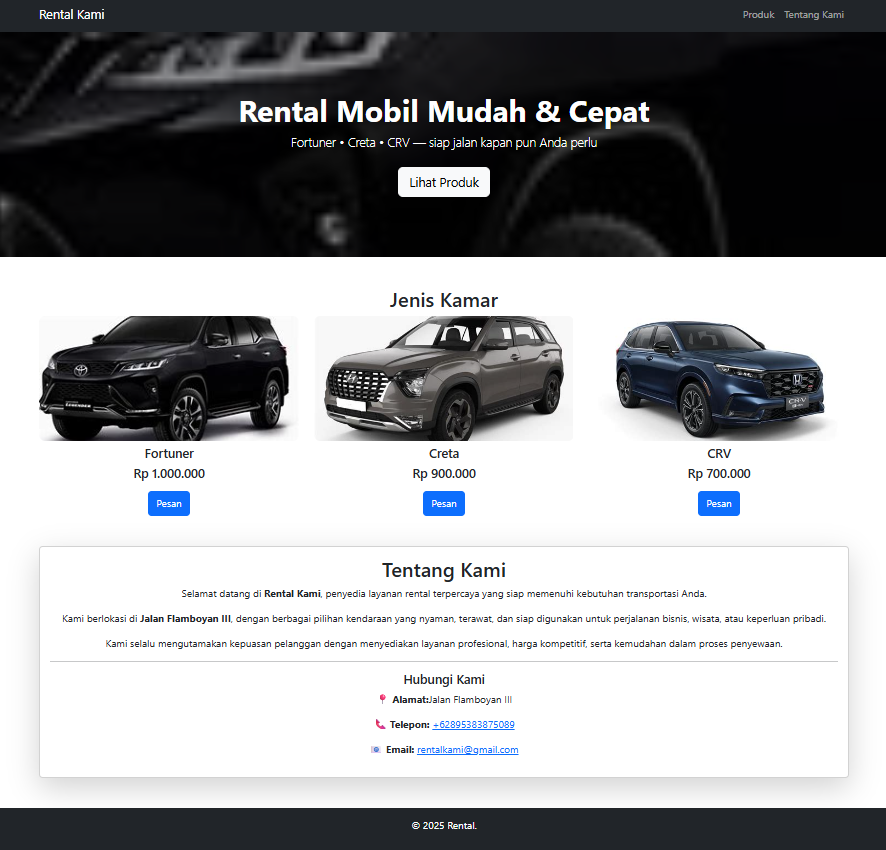 Rental Kami
Produk Tentang Kami
Rental Mobil Mudah & Cepat
Fortuner • Creta • CRV — siap jalan kapan pun Anda perlu
Lihat Produk
Jenis Kamar
LEGENDER
CR-V
Fortuner
Creta
CRV
Rp 1.000.000
Rp 900.000
Rp 700.000
Pesan
Pesan
Pesan
Tentang Kami
Selamat datang di Rental Kami, penyedia layanan rental terpercaya yang siap memenuhi kebutuhan transportasi Anda.
Kami berlokasi di Jalan Flamboyan III, dengan berbagai pilihan kendaraan yang nyaman, terawat, dan siap digunakan untuk perjalanan bisnis, wisata, atau keperluan pribadi.
Kami selalu mengutamakan kepuasan pelanggan dengan menyediakan layanan profesional, harga kompetitif, serta kemudahan dalam proses penyewaan.
Hubungi Kami
📍 Alamat:Jalan Flamboyan III
📞 Telepon: +62895383875089
📧 Email: rentalkami@gmail.com
© 2025 Rental.